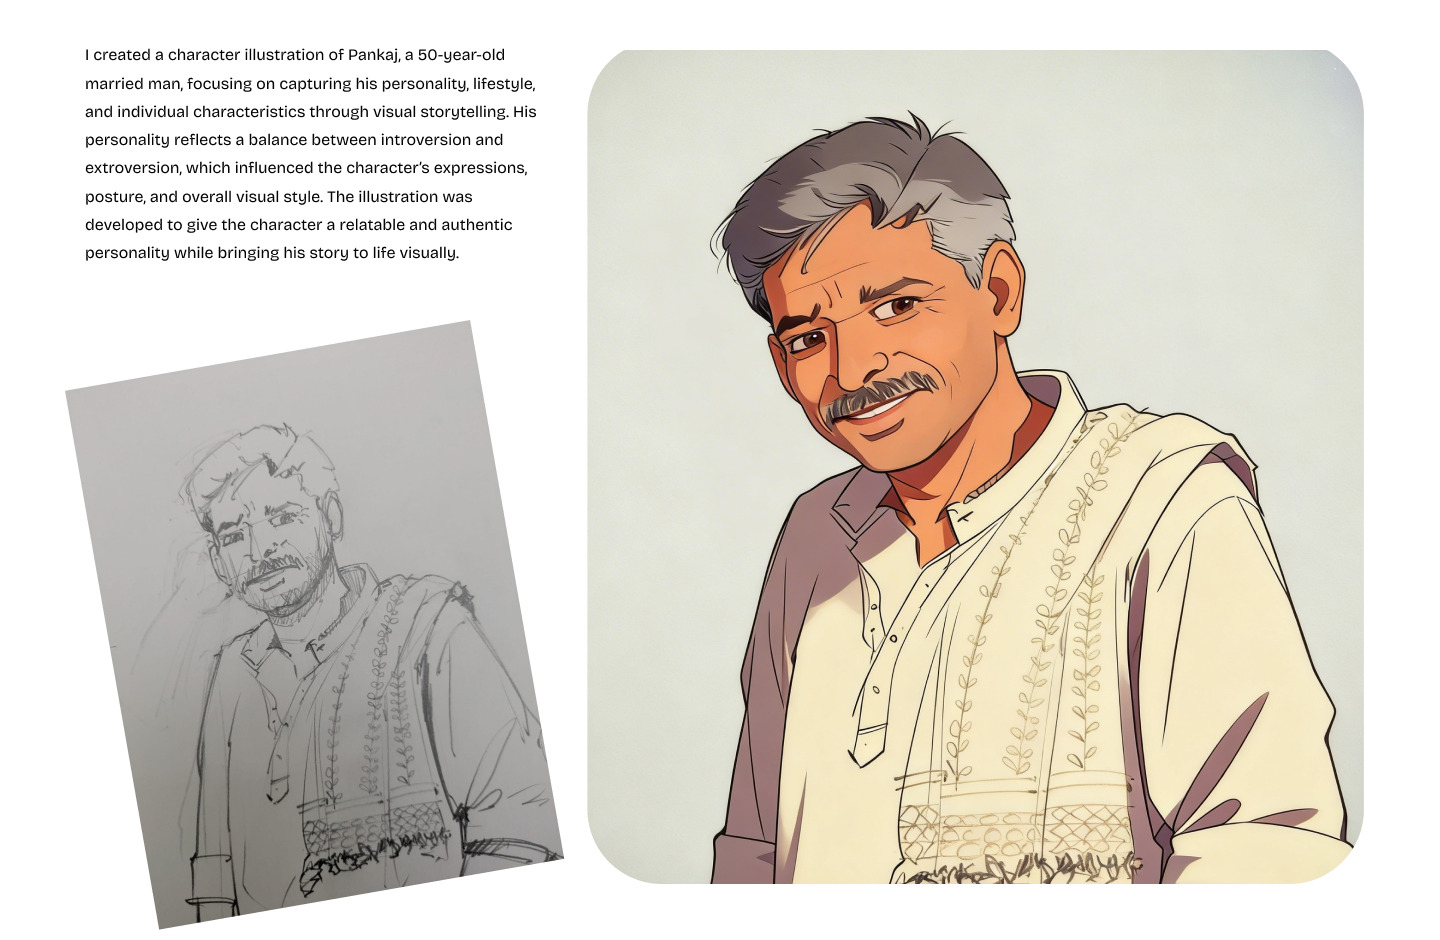 I created a character illustration of Pankaj, a 50-year-old
married man, focusing on capturing his personality, lifestyle,
and individual characteristics through visual storytelling. His
personality reflects a balance between introversion and
extroversion, which influenced the character’s expressions,
posture, and overall visual style. The illustration was
developed to give the character a relatable and authentic
personality while bringing his story to life visually.